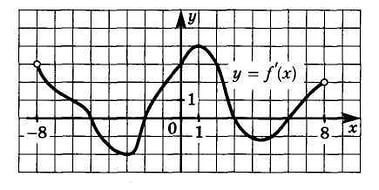 y
y = f'(x)
1
-8 0 1 8 x